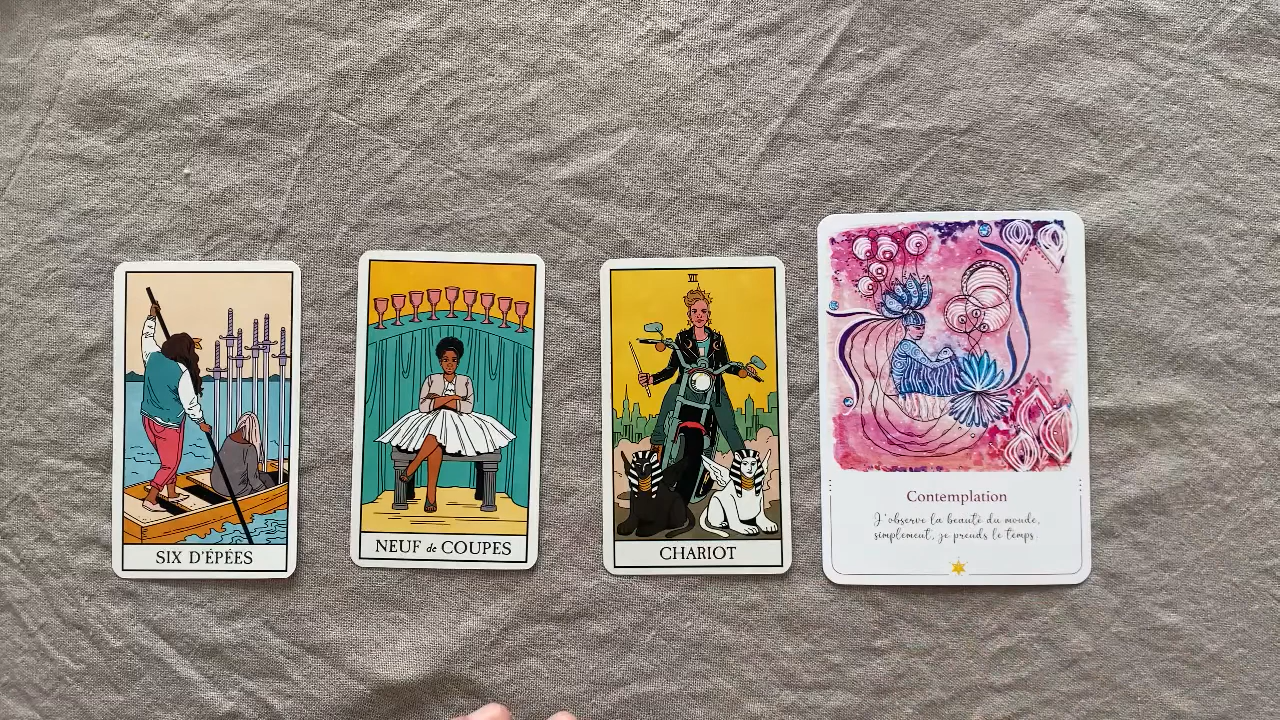 SIX D'ÉPÉES
NEUF de COUPES
VII
CHARIOT
Contemplation
J'observe la beauté du monde,
simplement, je prends le temps.